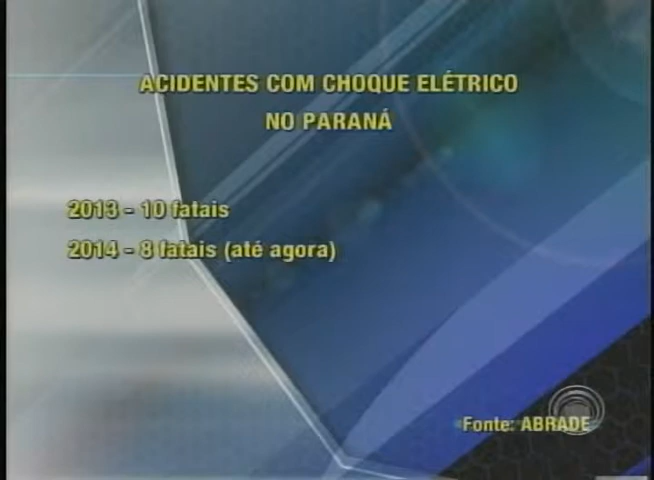 ACIDENTES COM CHOQUE ELÉTRICO
NO PARANÁ
2013 - 10 fatais
2014 - 8 fatais (até agora)
Fonte: ABRADE